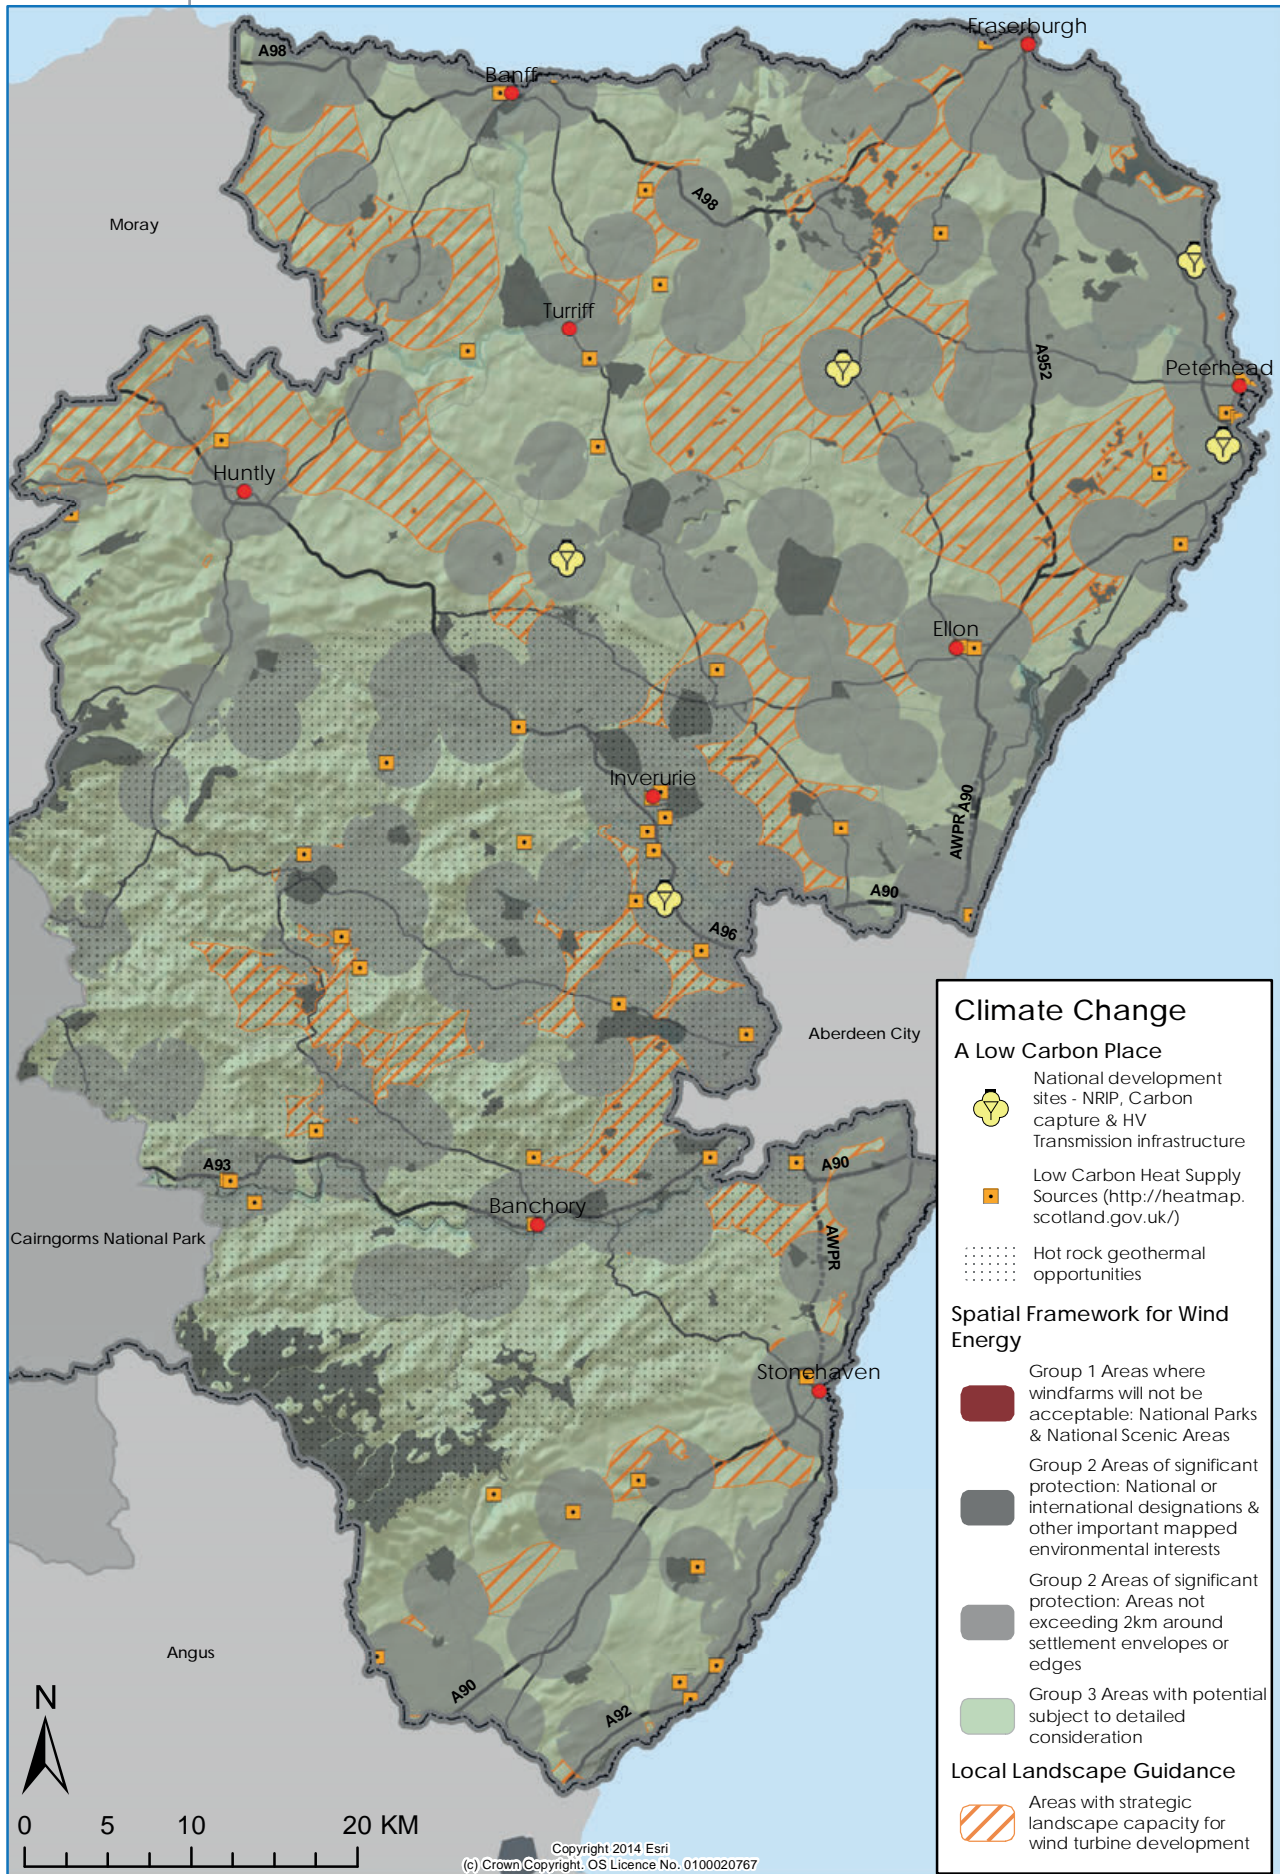 Fraserburgh
A98
Banff
A98
Moray
Turriff
A952
Peterhead
Huntly
Ellon
Inverurie
AWPR A90
A90
A96
Aberdeen City
A93
A90
Banchory
AWPR
Cairngorms National Park
Stonehaven
Angus
A90
A92
N
0 5 10 20 KM
Copyright 2014 Esri
(c) Crown Copyright. OS Licence No. 0100020767
Climate Change
A Low Carbon Place
National development
sites - NRIP, Carbon
capture & HV
Transmission infrastructure
Low Carbon Heat Supply
Sources (http://heatmap.
scotland.gov.uk/)
Hot rock geothermal
opportunities
Spatial Framework for Wind
Energy
Group 1 Areas where
windfarms will not be
acceptable: National Parks
& National Scenic Areas
Group 2 Areas of significant
protection: National or
international designations &
other important mapped
environmental interests
Group 2 Areas of significant
protection: Areas not
exceeding 2km around
settlement envelopes or
edges
Group 3 Areas with potential
subject to detailed
consideration
Local Landscape Guidance
Areas with strategic
landscape capacity for
wind turbine development